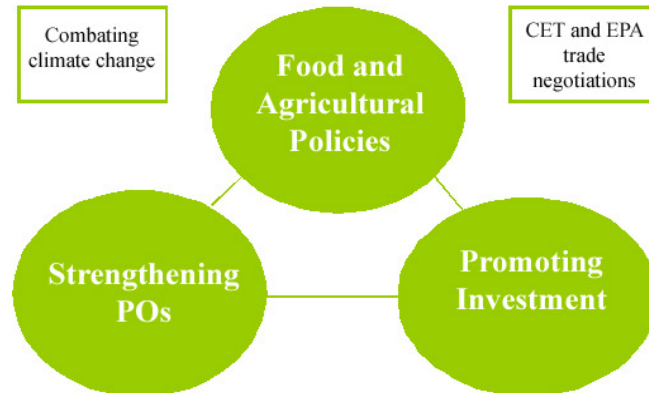 Combating
climate change
CET and EPA
trade
negotiations
Food and
Agricultural
Policies
Strengthening
POs
Promoting
Investment